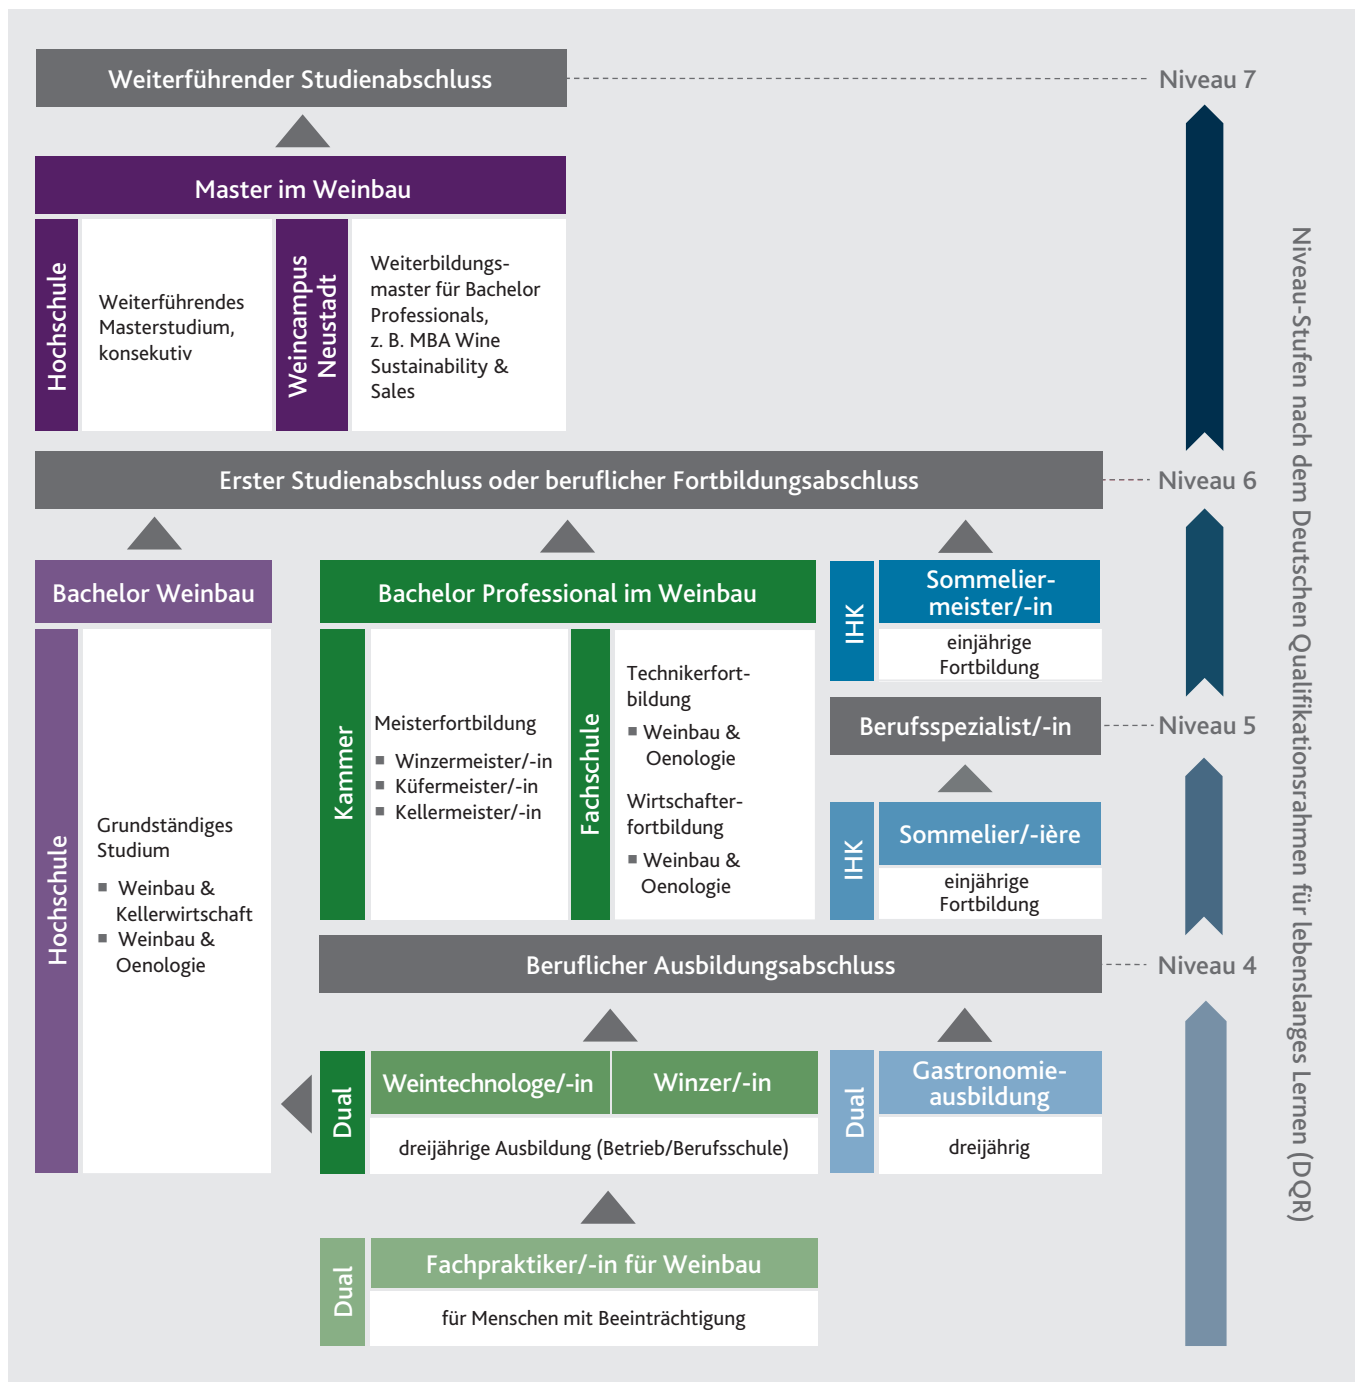 Weiterführender Studienabschluss
Niveau 7
Master im Weinbau
Hochschule
Weiterführendes
Masterstudium,
konsekutiv
Weincampus
Neustadt
Weiterbildungs-
master für Bachelor
Professionals,
z. B. MBA Wine
Sustainability &
Sales
Erster Studienabschluss oder beruflicher Fortbildungsabschluss
Niveau 6
Bachelor Weinbau
Hochschule
Grundständiges
Studium
■ Weinbau &
Kellerwirtschaft
■ Weinbau &
Oenologie
Bachelor Professional im Weinbau
Kammer
Meisterfortbildung
■ Winzermeister/-in
■ Küfermeister/-in
■ Kellermeister/-in
Fachschule
Technikerfort-
bildung
■ Weinbau &
Oenologie
Wirtschafter-
fortbildung
■ Weinbau &
Oenologie
IHK
Sommelier-
meister/-in
einjährige
Fortbildung
Berufsspezialist/-in
Niveau 5
IHK
Sommelier/-ière
einjährige
Fortbildung
Beruflicher Ausbildungsabschluss
Niveau 4
Dual
Weintechnologe/-in
Winzer/-in
dreijährige Ausbildung (Betrieb/Berufsschule)
Dual
Gastronomie-
ausbildung
dreijährig
Dual
Fachpraktiker/-in für Weinbau
für Menschen mit Beeinträchtigung
Niveau-Stufen nach dem Deutschen Qualifikationsrahmen für lebenslanges Lernen (DQR)